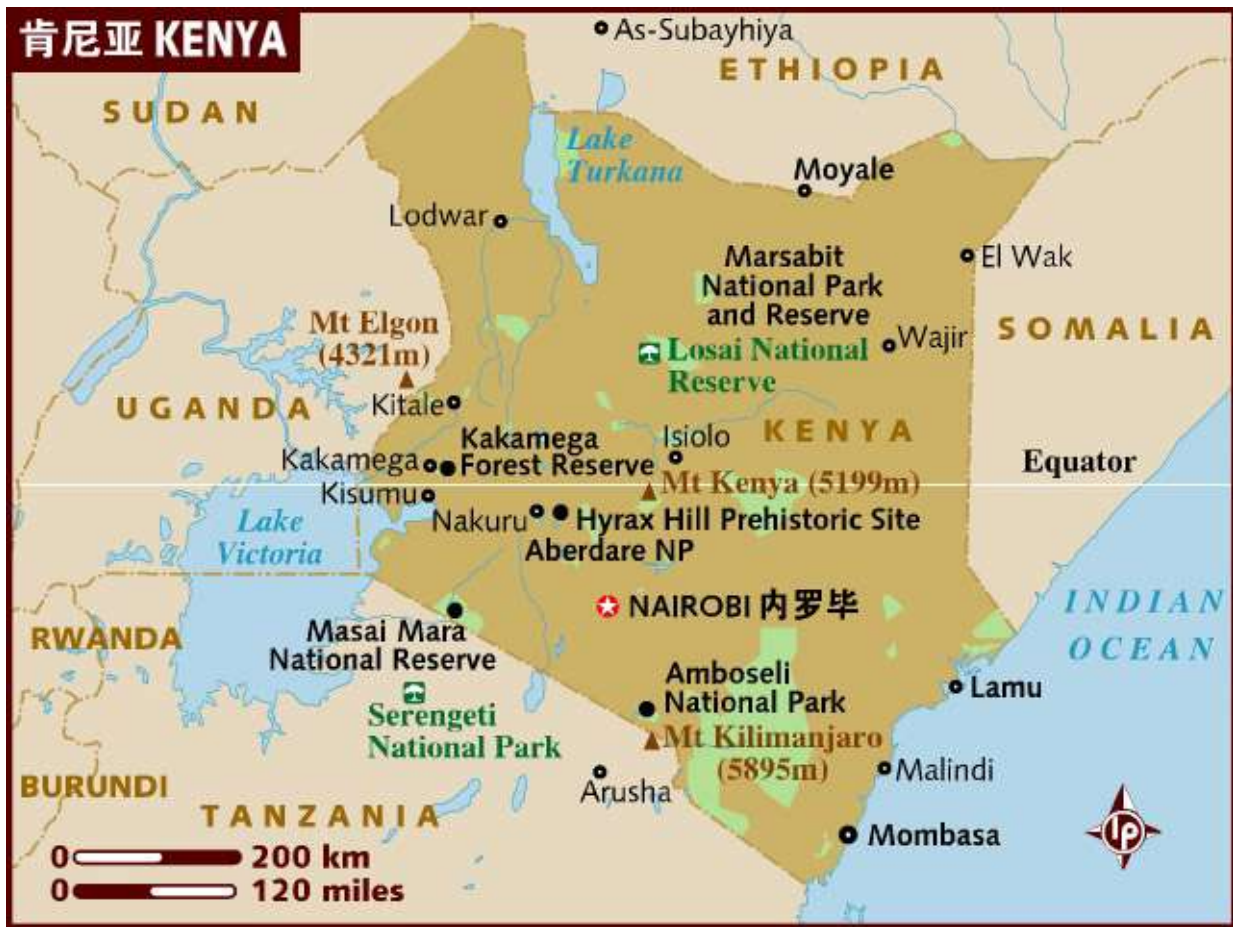 肯尼亚 KENYA
As-Subayhiya
ETHIOPIA
SUDAN
Lake
Turkana
Moyale
Lodwar
Marsabit
National Park
and Reserve
El Wak
Mt Elgon
(4321m)
Wajir
SOMALIA
Losai National
Reserve
UGANDA
Kitale
Isiolo
KENYA
Kakamega
Kakamega
Forest Reserve
Equator
Kisumu
Mt Kenya (5199m)
Lake
Victoria
Nakuru
Hyrax Hill Prehistoric Site
Aberdare NP
NAIROBI 内罗毕
INDIAN
OCEAN
RWANDA
Masai Mara
National Reserve
Amboseli
National Park
Lamu
Serengeti
National Park
Mt Kilimanjaro
(5895m)
BURUNDI
Arusha
Malindi
TANZANIA
Mombasa
lp
0 200 km
0 120 miles